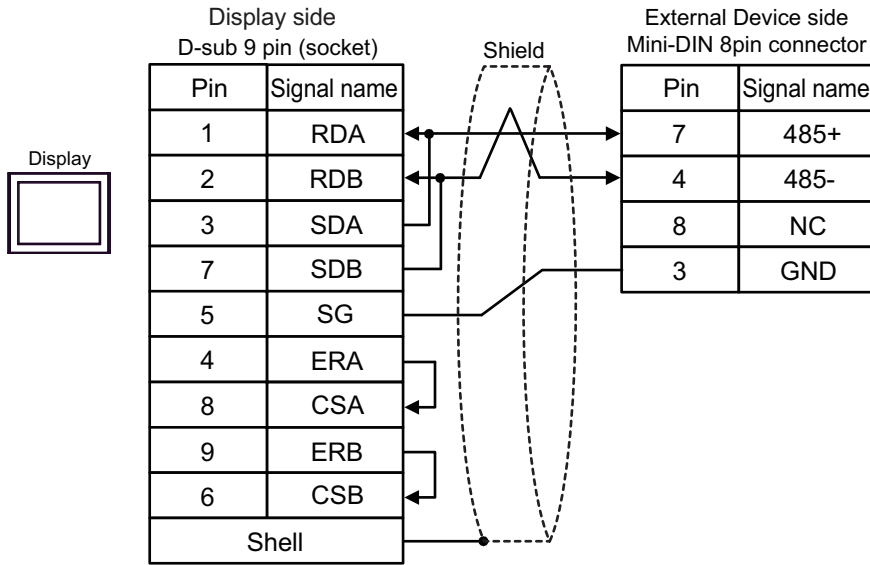 Display side
D-sub 9 pin (socket)
Shield
External Device side
Mini-DIN 8pin connector
Display
Pin Signal name
1 RDA
2 RDB
3 SDA
7 SDB
5 SG
4 ERA
8 CSA
9 ERB
6 CSB
Shell
Pin Signal name
7 485+
4 485-
8 NC
3 GND